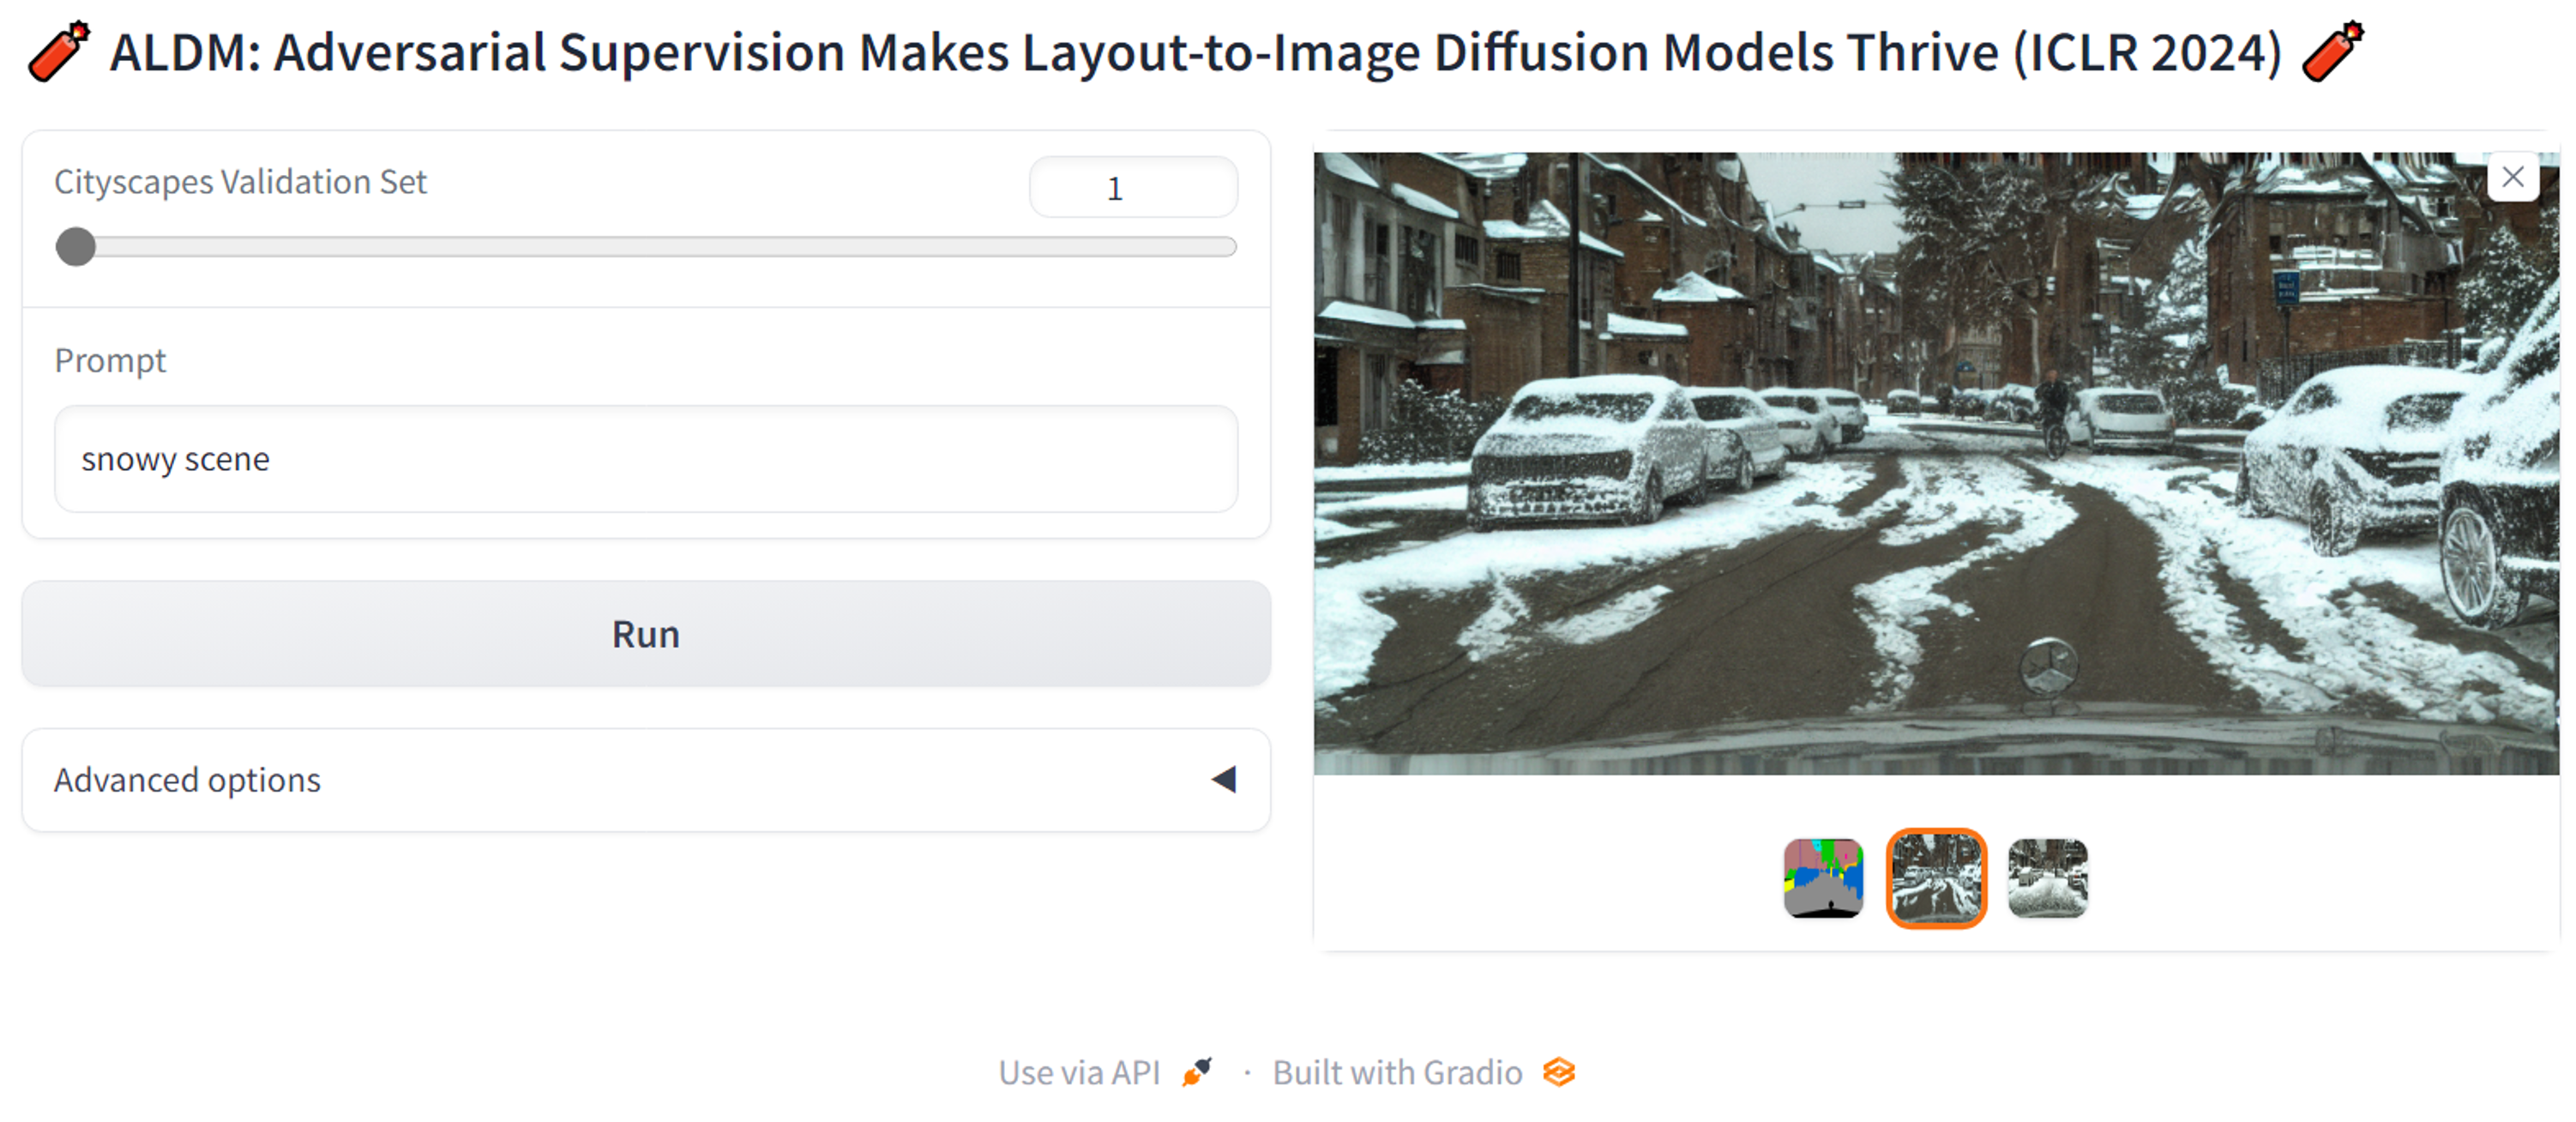 ALDM: Adversarial Supervision Makes Layout-to-Image Diffusion Models Thrive (ICLR 2024)
Cityscapes Validation Set
1
Prompt
snowy scene
Run
Advanced options
Use via API · Built with Gradio